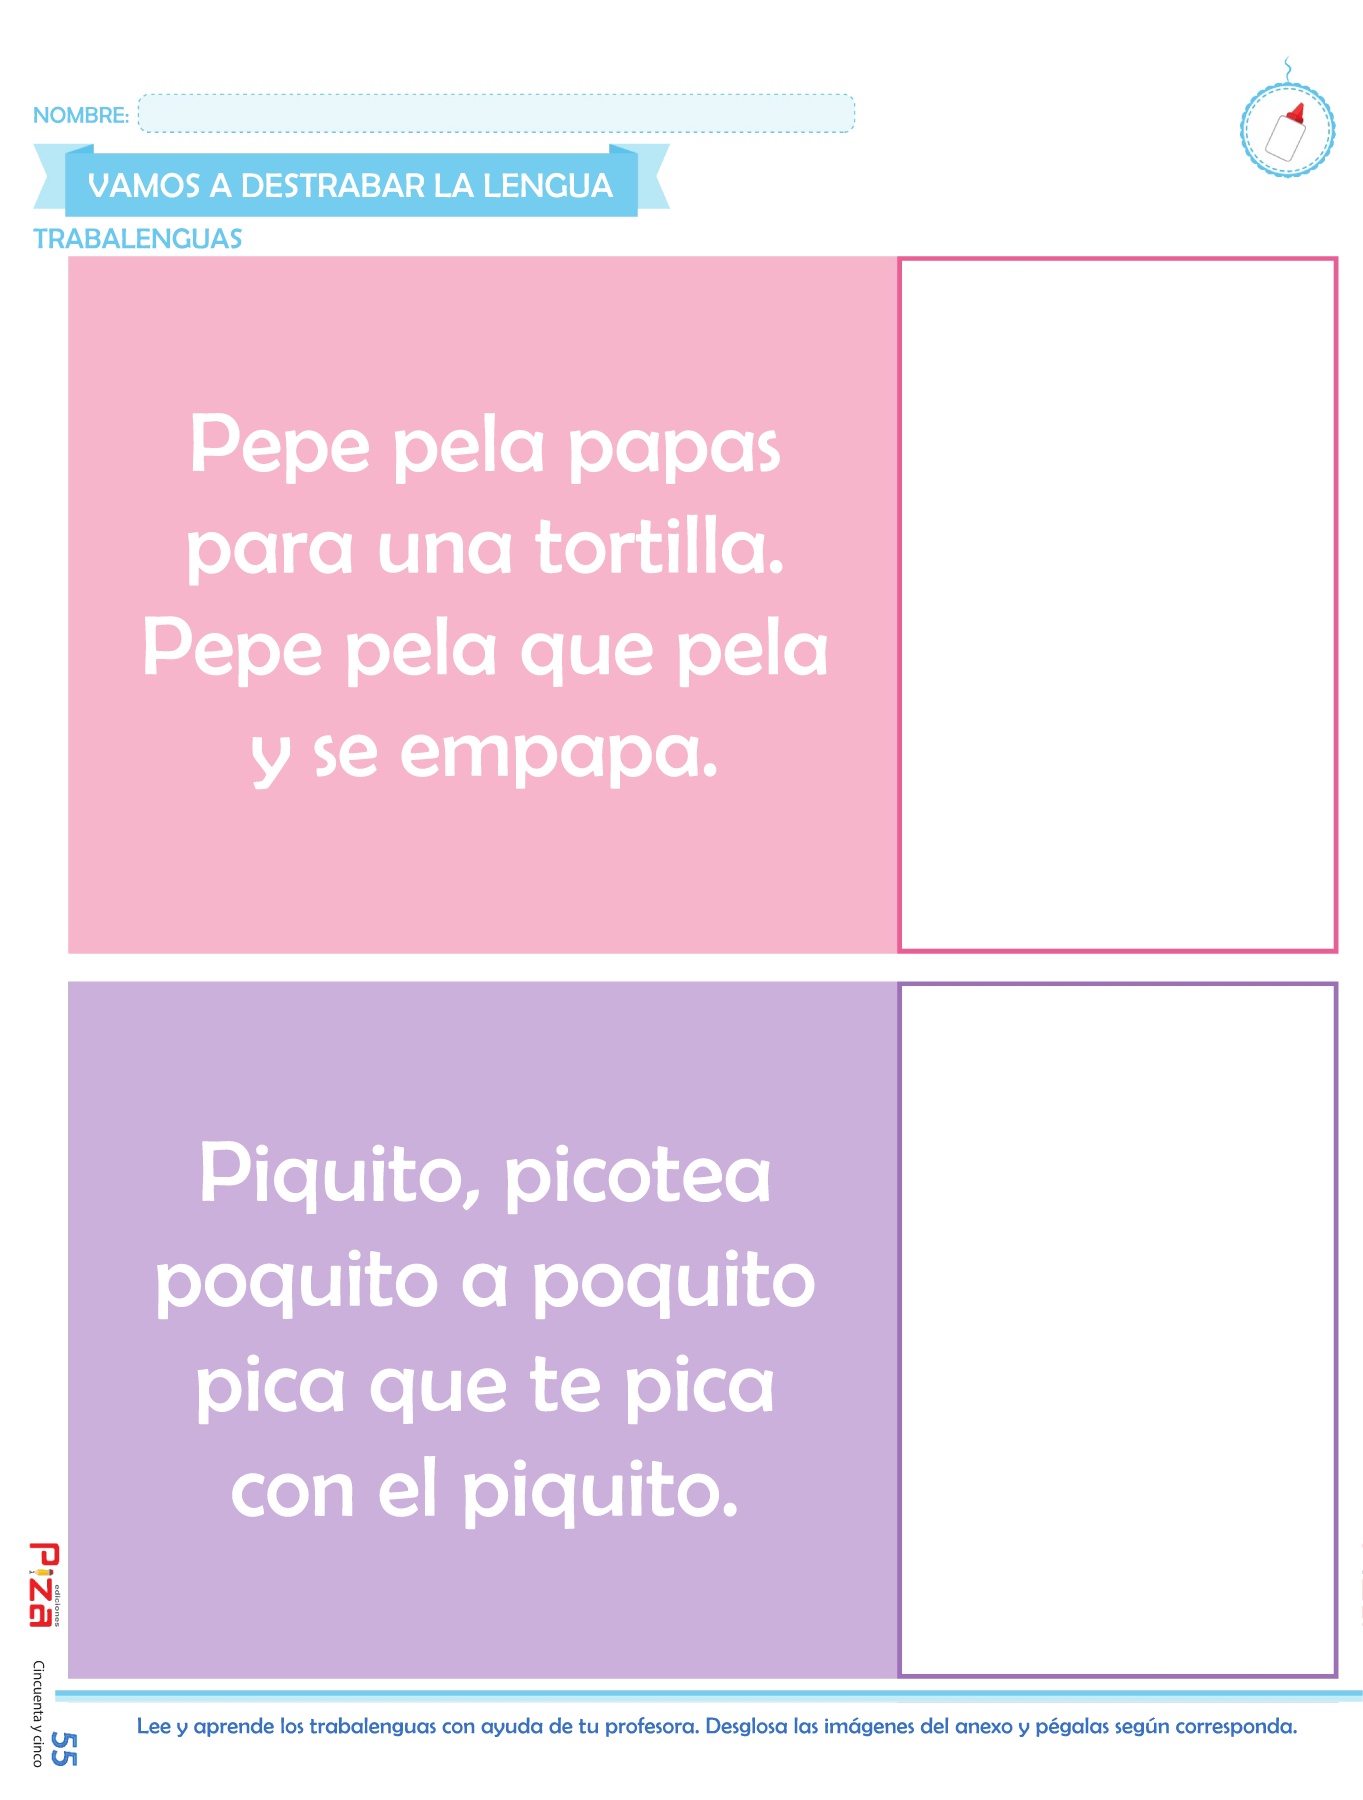 NOMBRE:
VAMOS A DESTRABAR LA LENGUA
TRABALENGUAS
Pepe pela papas
para una tortilla.
Pepe pela que pela
y se empapa.
Piquito, picotea
poquito a poquito
pica que te pica
con el piquito.
Piza
ediciones
Cincuenta y cinco
55
Lee y aprende los trabalenguas con ayuda de tu profesora. Desglosa las imágenes del anexo y pégalas según corresponda.